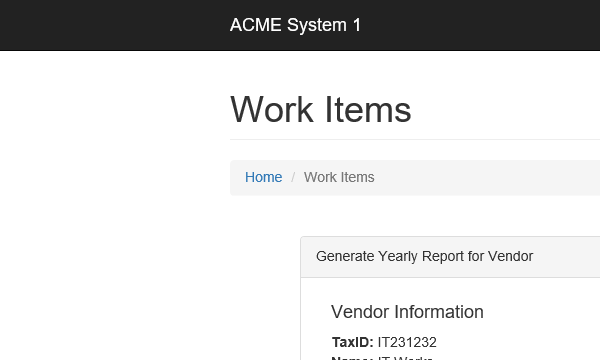 ACME System 1
Work Items
Home / Work Items
Generate Yearly Report for Vendor
Vendor Information
TaxID: IT231232
Name: IT Works